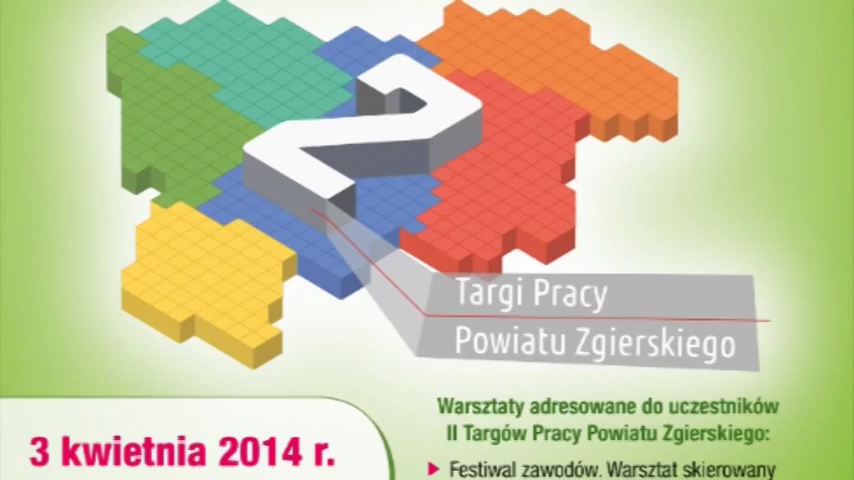 2
Targi Pracy
Powiatu Zgierskiego
3 kwietnia 2014 r.
Warsztaty adresowane do uczestników
II Targów Pracy Powiatu Zgierskiego:
Festiwal zawodów. Warsztat skierowany